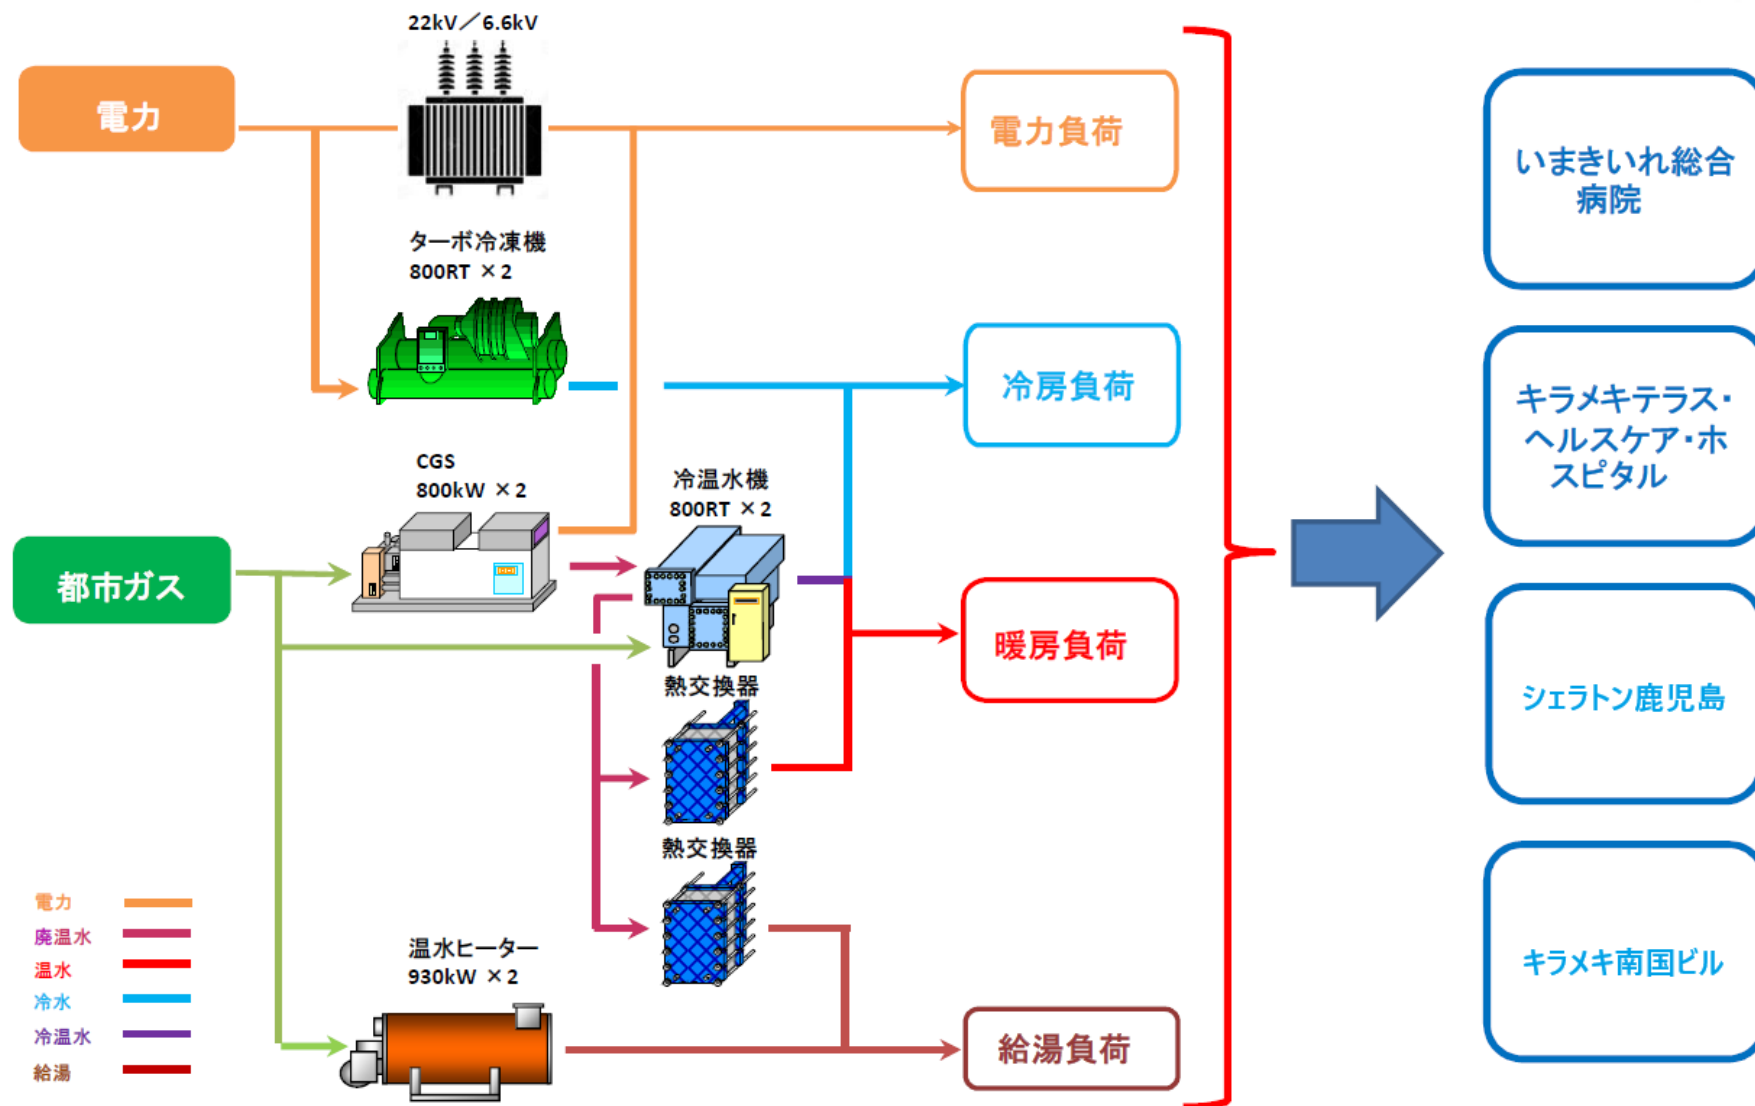 22kV／6.6kV
電力
電力負荷
ターボ冷凍機
800RT ×2
冷房負荷
CGS
800kW ×2
冷温水機
800RT ×2
都市ガス
暖房負荷
熱交換器
熱交換器
温水ヒーター
930kW ×2
給湯負荷
電力
廃温水
温水
冷水
冷温水
給湯
いまきいれ総合
病院
キラメキテラス・
ヘルスケア・ホ
スピタル
シェラトン鹿児島
キラメキ南国ビル